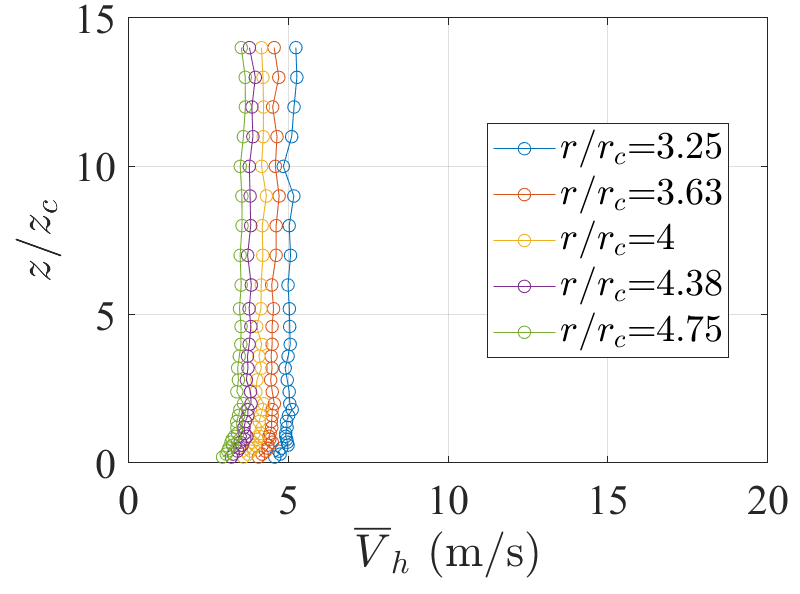 15
10
5
0
0
5
10
15
20
z/z_c
V̅_h (m/s)
r/r_c=3.25
r/r_c=3.63
r/r_c=4
r/r_c=4.38
r/r_c=4.75